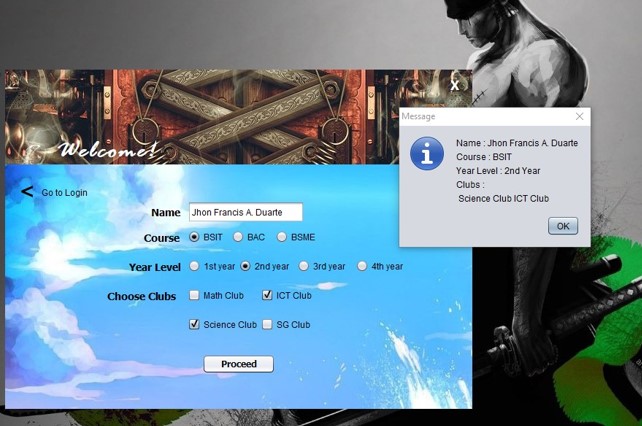 X
Welcome!
< Go to Login
Name Jhon Francis A. Duarte
Course BSIT BAC BSME
Year Level 1st year 2nd year 3rd year 4th year
Choose Clubs Math Club ICT Club
Science Club SG Club
Proceed
Message
Name : Jhon Francis A. Duarte
Course : BSIT
Year Level : 2nd Year
Clubs :
Science Club ICT Club
OK